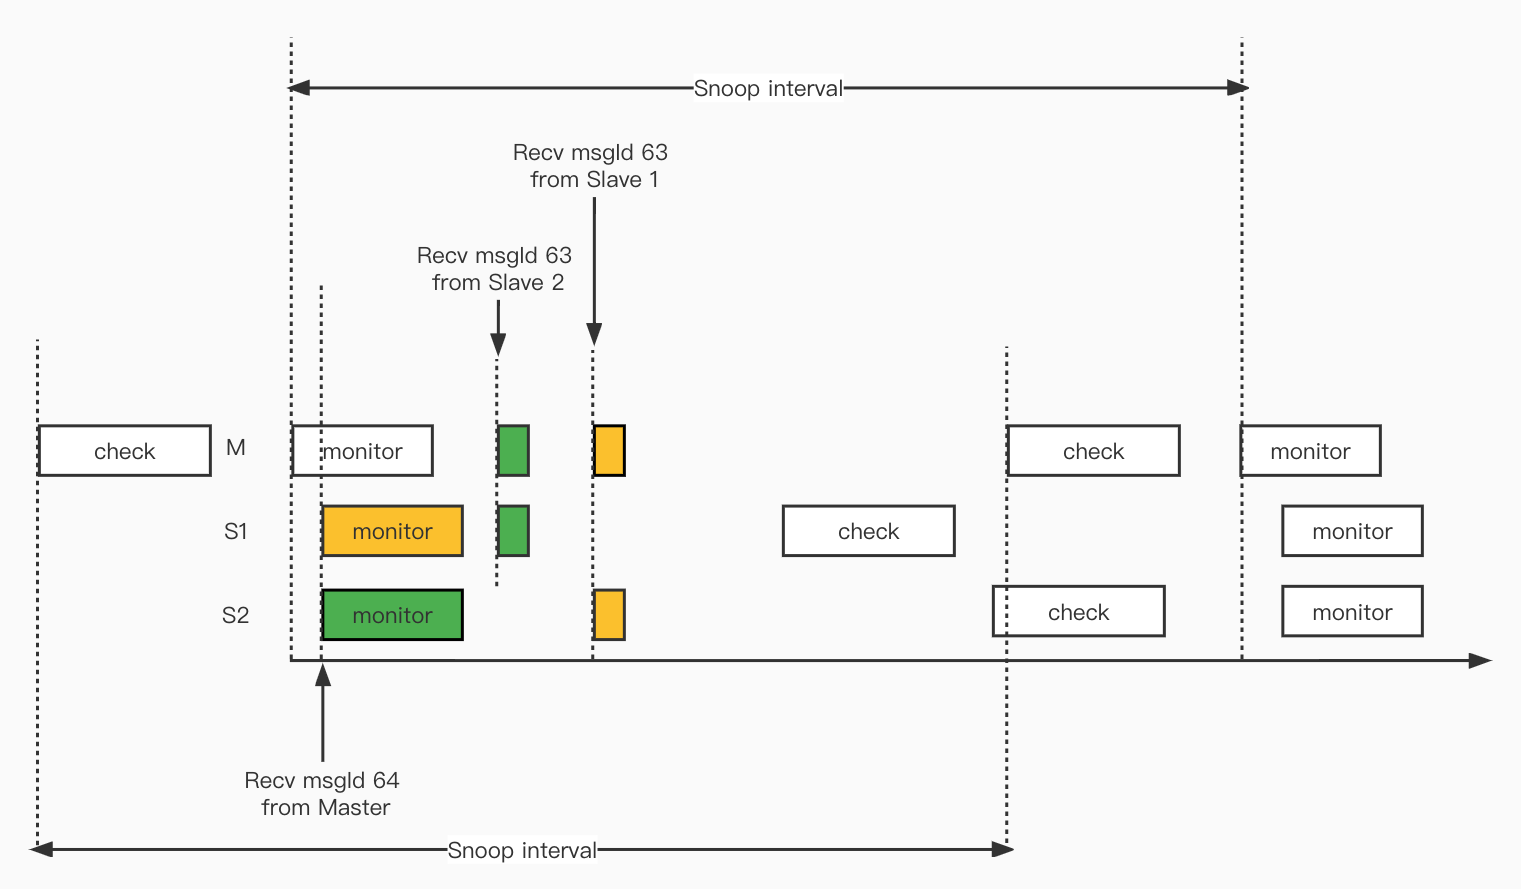 Snoop interval
Recv msgId 63
from Slave 1
Recv msgId 63
from Slave 2
check
M
monitor
check
monitor
S1
monitor
check
monitor
S2
monitor
check
monitor
Recv msgId 64
from Master
Snoop interval